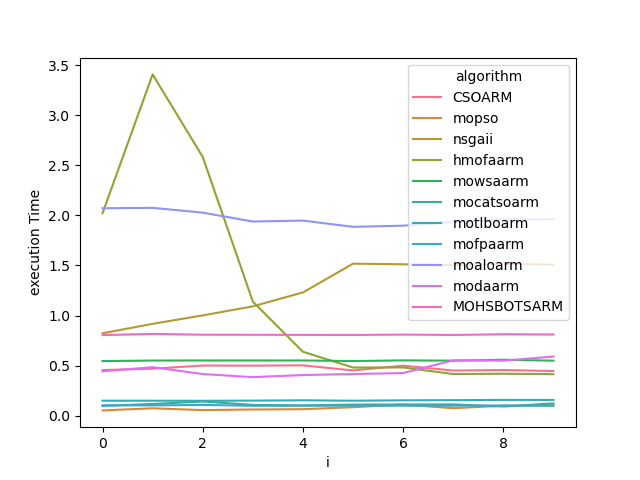 3.5
3.0
2.5
2.0
1.5
1.0
0.5
0.0
execution Time
0 2 4 6 8
i
algorithm
CSOARM
mopso
nsgaii
hmofaarm
mowsaarm
mocatsoarm
motlboarm
mofpaarm
moaloarm
modaarm
MOHSBOTSARM